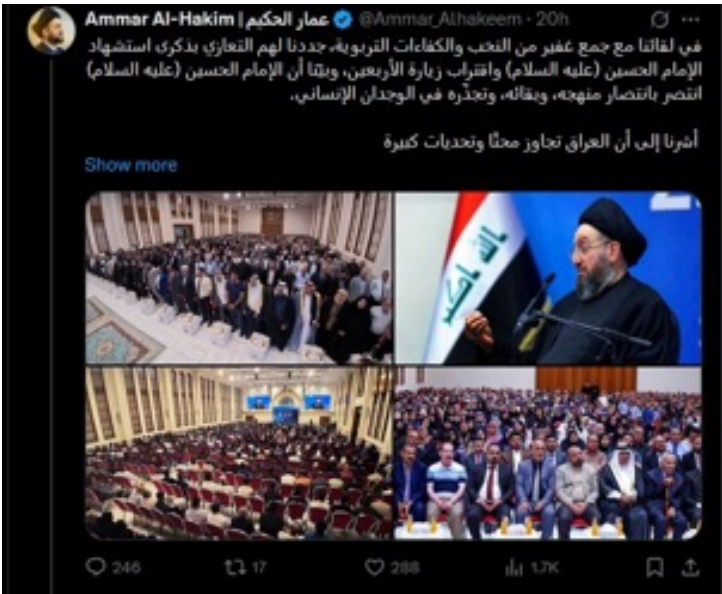 Ammar Al-Hakim | عمار الحكيم @Ammar_Alhakeem · 20h
في لقائنا مع جمع غفير من النخب والكفاءات التربوية، جددنا لهم التعازي بذكرى استشهاد
الإمام الحسين (عليه السلام) واقتراب زيارة الأربعين، وبيّنا أن الإمام الحسين (عليه السلام)
انتصر بانتصار منهجه، وبقائه، وتجذّره في الوجدان الإنساني.
أشرنا إلى أن العراق تجاوز محنًا وتحديات كبيرة
Show more
الله اكبر
246 17 288 1.7K